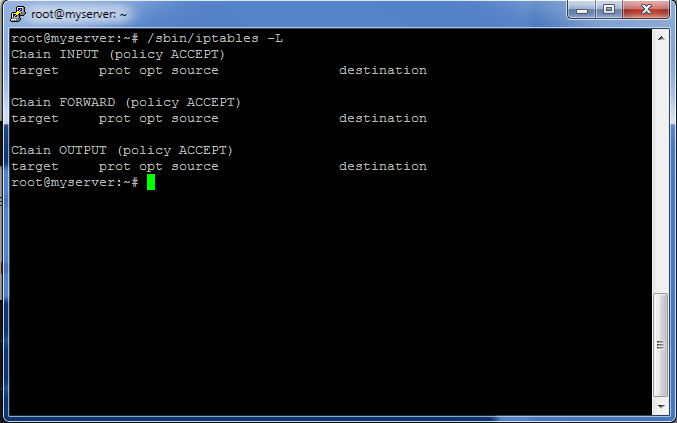 root@myserver: ~
root@myserver:~# /sbin/iptables -L
Chain INPUT (policy ACCEPT)
target     prot opt source               destination

Chain FORWARD (policy ACCEPT)
target     prot opt source               destination

Chain OUTPUT (policy ACCEPT)
target     prot opt source               destination
root@myserver:~#